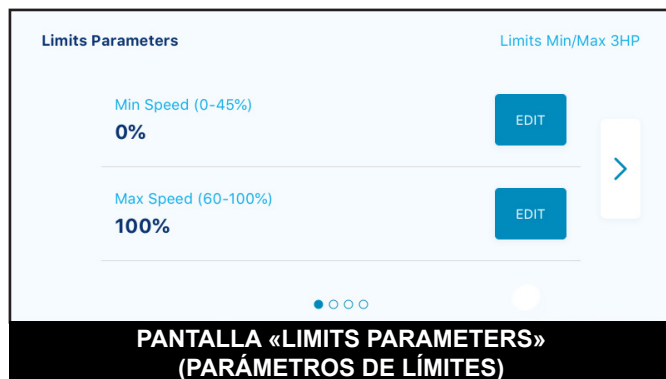 Limits Parameters
Limits Min/Max 3HP
Min Speed (0-45%)
0%
EDIT
Max Speed (60-100%)
100%
EDIT
PANTALLA «LIMITS PARAMETERS»
(PARÁMETROS DE LÍMITES)